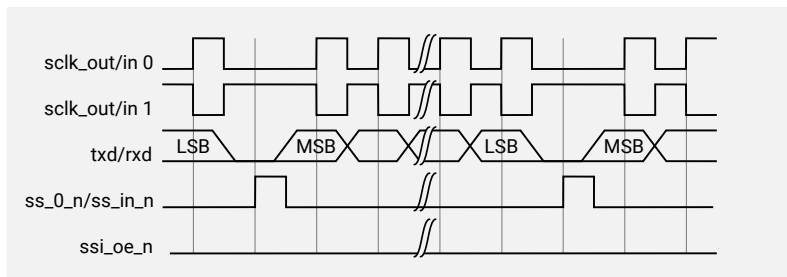 sclk_out/in 0
sclk_out/in 1
txd/rxd LSB MSB LSB MSB
ss_0_n/ss_in_n
ssi_oe_n